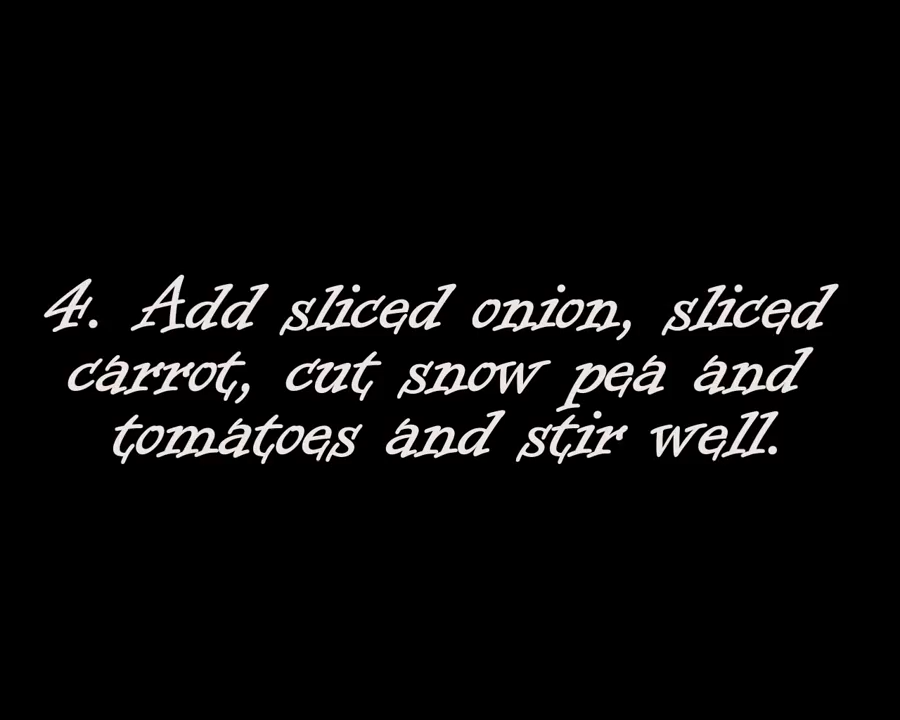 4. Add sliced onion, sliced
carrot, cut snow pea and
tomatoes and stir well.